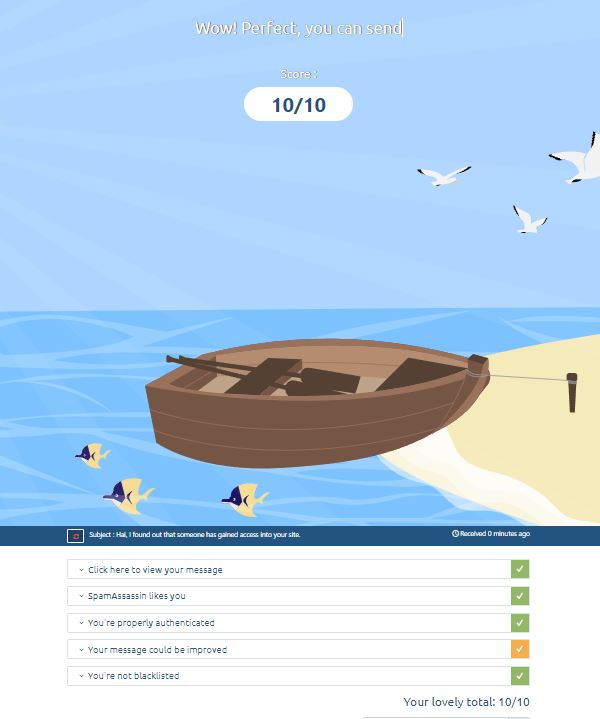 Wow! Perfect, you can send
Score :
10/10
Subject : Hai, I found out that someone has gained access into your site.
Received 0 minutes ago
Click here to view your message
SpamAssassin likes you
You're properly authenticated
Your message could be improved
You're not blacklisted
Your lovely total: 10/10